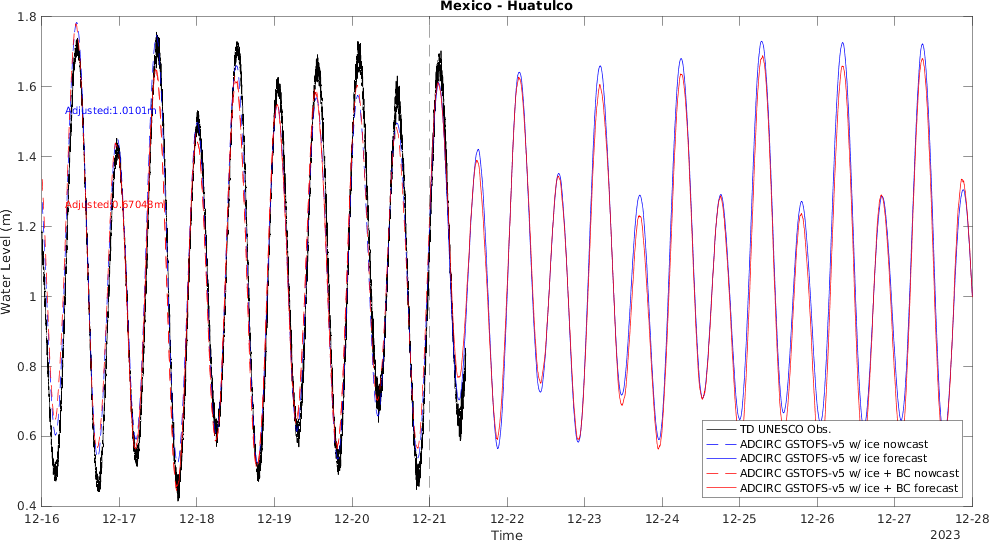 Mexico - Huatulco
Water Level (m)
1.8
1.6
1.4
1.2
1
0.8
0.6
0.4
Adjusted:1.0101m
Adjusted:0.67043m
TD UNESCO Obs.
ADCIRC GSTOFS-v5 w/ ice nowcast
ADCIRC GSTOFS-v5 w/ ice forecast
ADCIRC GSTOFS-v5 w/ ice + BC nowcast
ADCIRC GSTOFS-v5 w/ ice + BC forecast
12-16 12-17 12-18 12-19 12-20 12-21 12-22 12-23 12-24 12-25 12-26 12-27 12-28
Time
2023